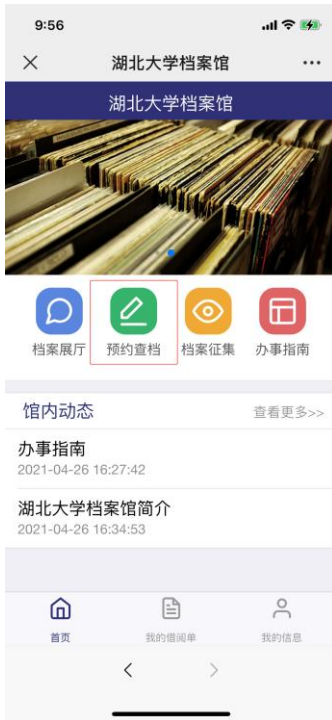 9:56
湖北大学档案馆
湖北大学档案馆
档案展厅 预约查档 档案征集 办事指南
馆内动态 查看更多>>
办事指南
2021-04-26 16:27:42
湖北大学档案馆简介
2021-04-26 16:34:53
首页 我的借阅单 我的信息